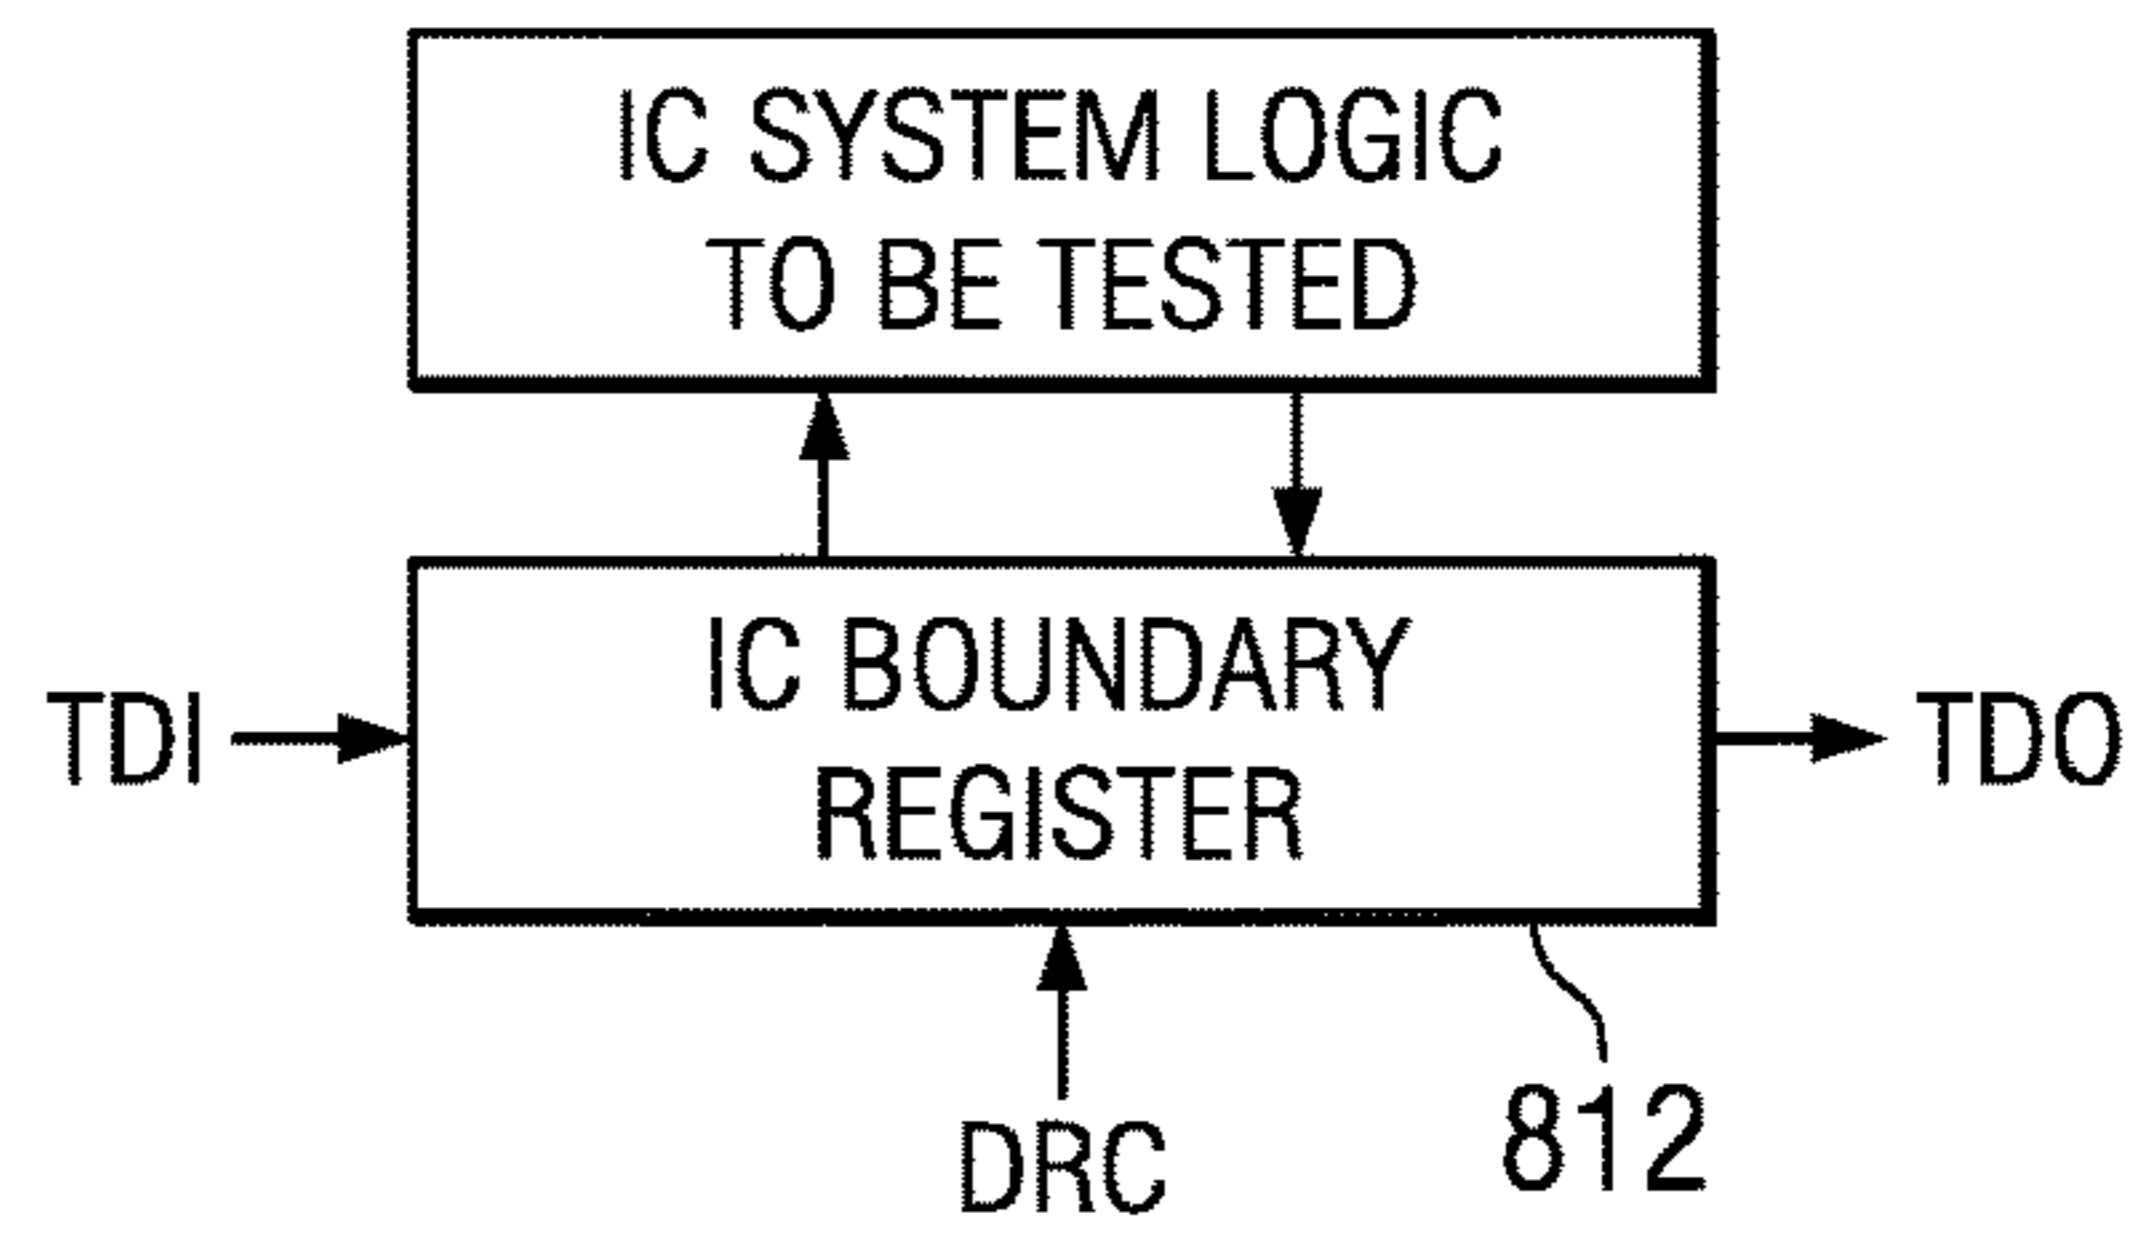 IC SYSTEM LOGIC
TO BE TESTED
IC BOUNDARY
REGISTER
TDI
TDO
DRC
812